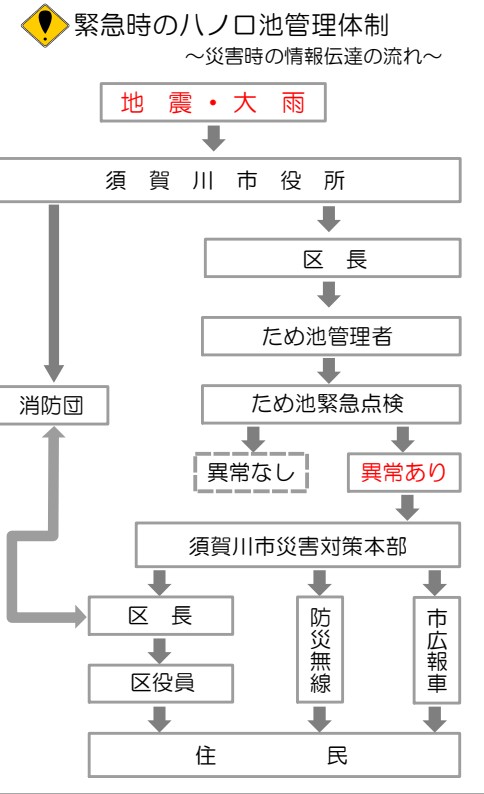 緊急時のハノ口池管理体制
～災害時の情報伝達の流れ～
地震・大雨
須賀川市役所
区長
ため池管理者
消防団
ため池緊急点検
異常なし
異常あり
須賀川市災害対策本部
区長
防災無線
市広報車
区役員
住民